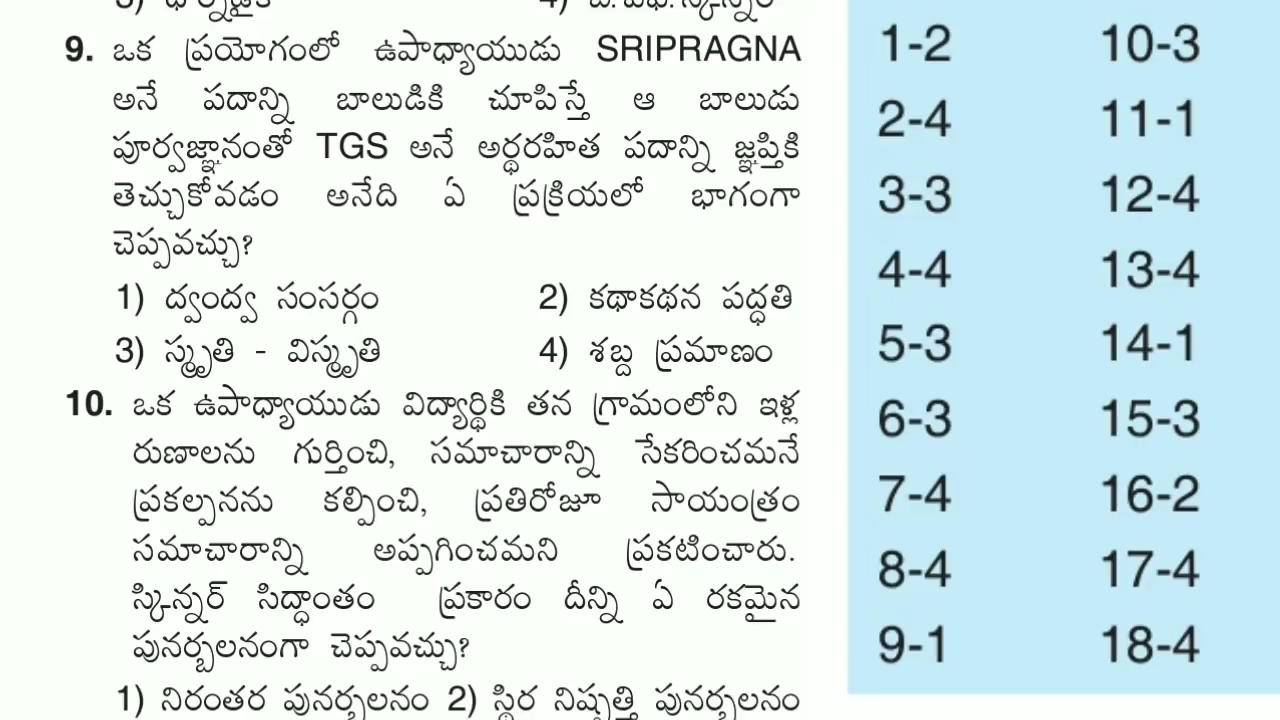 9. ఒక ప్రయోగంలో ఉపాధ్యాయుడు SRIPRAGNA
అనే పదాన్ని బాలుడికి చూపిస్తే ఆ బాలుడు
పూర్వజ్ఞానంతో TGS అనే అర్థరహిత పదాన్ని జ్ఞప్తికి
తెచ్చుకోవడం అనేది ఏ ప్రక్రియలో భాగంగా
చెప్పవచ్చు?
1) ద్వంద్వ సంసర్గం 2) కథాకథన పద్ధతి
3) స్మృతి - విస్మృతి 4) శబ్ద ప్రమాణం
10. ఒక ఉపాధ్యాయుడు విద్యార్థికి తన గ్రామంలోని ఇళ్ల
రుణాలను గుర్తించి, సమాచారాన్ని సేకరించమనే
ప్రకల్పనను కల్పించి, ప్రతిరోజూ సాయంత్రం
సమాచారాన్ని అప్పగించమని ప్రకటించారు.
స్కిన్నర్ సిద్ధాంతం ప్రకారం దీన్ని ఏ రకమైన
పునర్బలనంగా చెప్పవచ్చు?
1) నిరంతర పునర్బలనం 2) స్థిర నిష్పత్తి పునర్బలనం
1-2 10-3
2-4 11-1
3-3 12-4
4-4 13-4
5-3 14-1
6-3 15-3
7-4 16-2
8-4 17-4
9-1 18-4